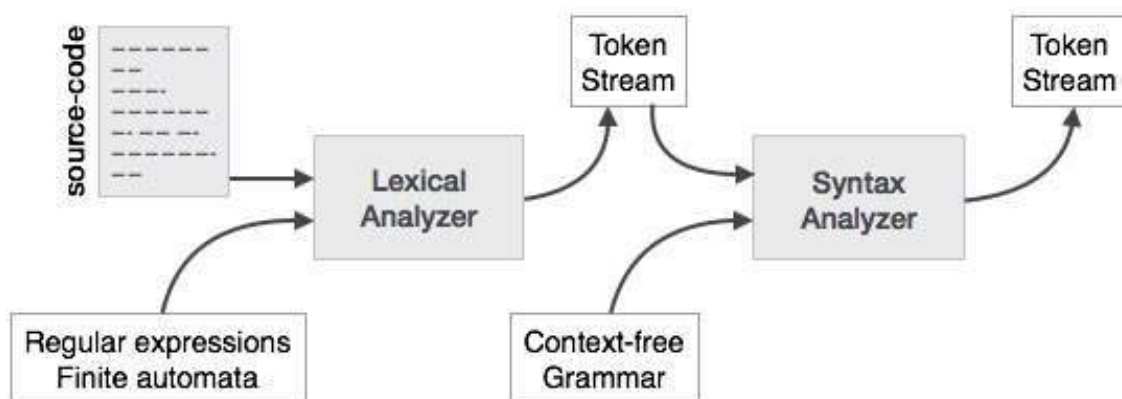 source-code
Token
Stream
Token
Stream
Lexical
Analyzer
Syntax
Analyzer
Regular expressions
Finite automata
Context-free
Grammar